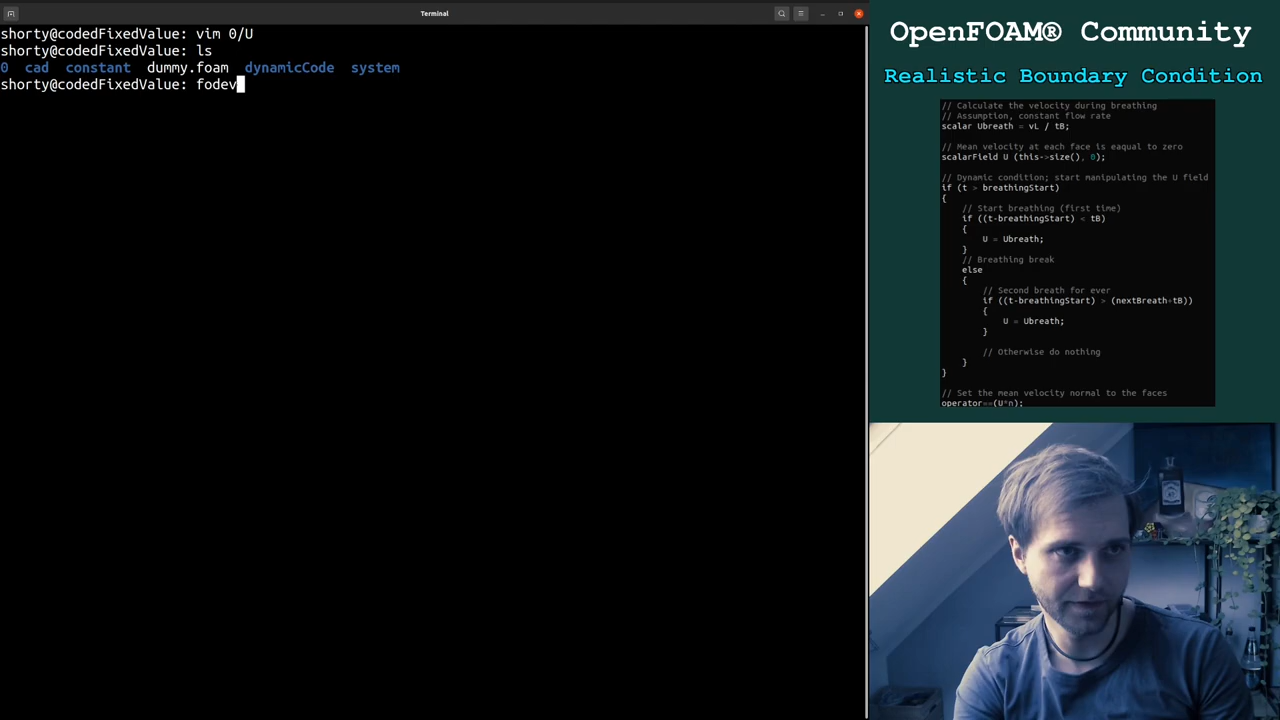 Terminal
shorty@codedFixedValue: vim 0/U
shorty@codedFixedValue: ls
0 cad constant dummy.foam dynamicCode system
shorty@codedFixedValue: fodev
OpenFOAM® Community
Realistic Boundary Condition
// Calculate the velocity during breathing
// Assumption, constant flow rate
scalar Ubreath = vL / tB;
// Mean velocity at each face is eaqual to zero
scalarField U (this->size(), 0);
// Dynamic condition; start manipulating the U field
if (t > breathingStart)
{
// Start breathing (first time)
if ((t-breathingStart) < tB)
{
U = Ubreath;
}
// Breathing break
else
{
// Second breath for ever
if ((t-breathingStart) > (nextBreath+tB))
{
U = Ubreath;
}
// Otherwise do nothing
}
}
// Set the mean velocity normal to the faces
operator==(U*n);